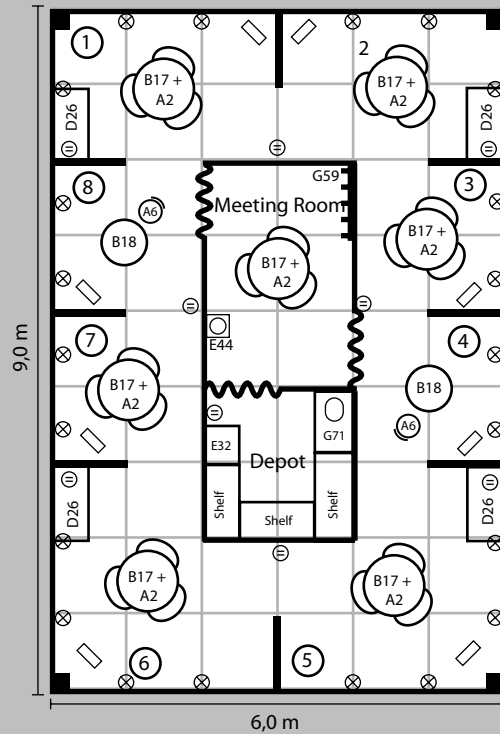 1
2
B17 +
A2
B17 +
A2
D26
D26
8
A6
B18
G59
Meeting Room
3
B17 +
A2
B17 +
A2
E44
9,0 m
7
B17 +
A2
4
B18
A6
G71
E32
Depot
D26
Shelf
Shelf
Shelf
D26
B17 +
A2
B17 +
A2
6
5
6,0 m